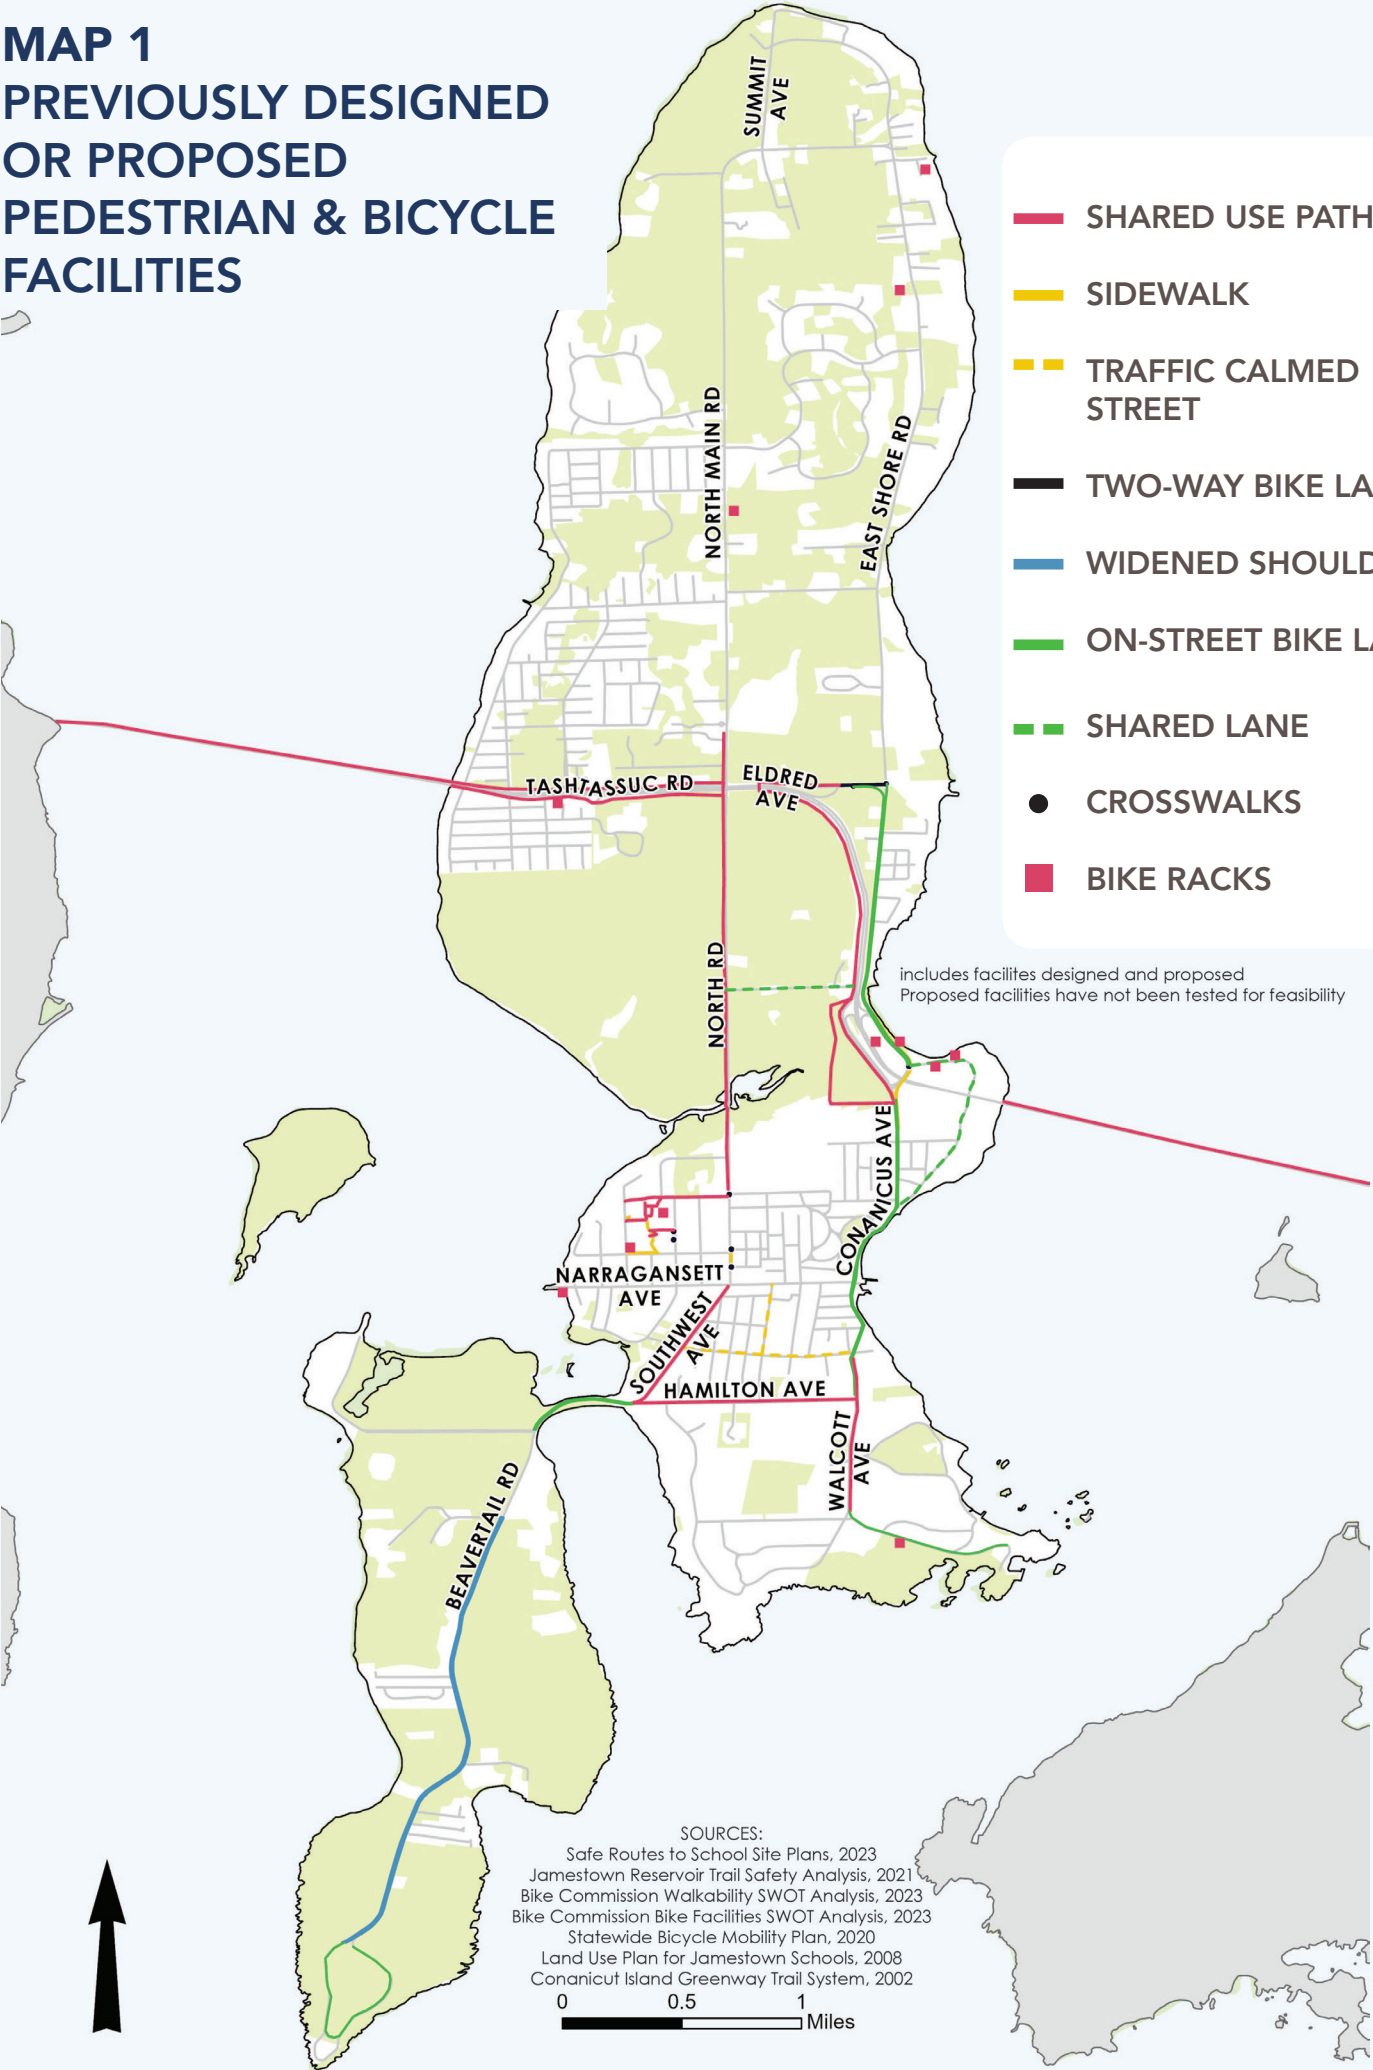 MAP 1
PREVIOUSLY DESIGNED
OR PROPOSED
PEDESTRIAN & BICYCLE
FACILITIES
SUMMIT
AVE
SHARED USE PATH
SIDEWALK
TRAFFIC CALMED
STREET
TWO-WAY BIKE LA
WIDENED SHOULD
ON-STREET BIKE LA
SHARED LANE
CROSSWALKS
BIKE RACKS
NORTH MAIN RD
EAST SHORE RD
TASHTASSUC RD
ELDRED
AVE
includes facilites designed and proposed
Proposed facilities have not been tested for feasibility
NORTH RD
CONANICUS AVE
NARRAGANSETT
AVE
SOUTHWEST
AVE
HAMILTON AVE
WALCOTT
AVE
BEAVERTAIL RD
SOURCES:
Safe Routes to School Site Plans, 2023
Jamestown Reservoir Trail Safety Analysis, 2021
Bike Commission Walkability SWOT Analysis, 2023
Bike Commission Bike Facilities SWOT Analysis, 2023
Statewide Bicycle Mobility Plan, 2020
Land Use Plan for Jamestown Schools, 2008
Conanicut Island Greenway Trail System, 2002
0 0.5 1
Miles